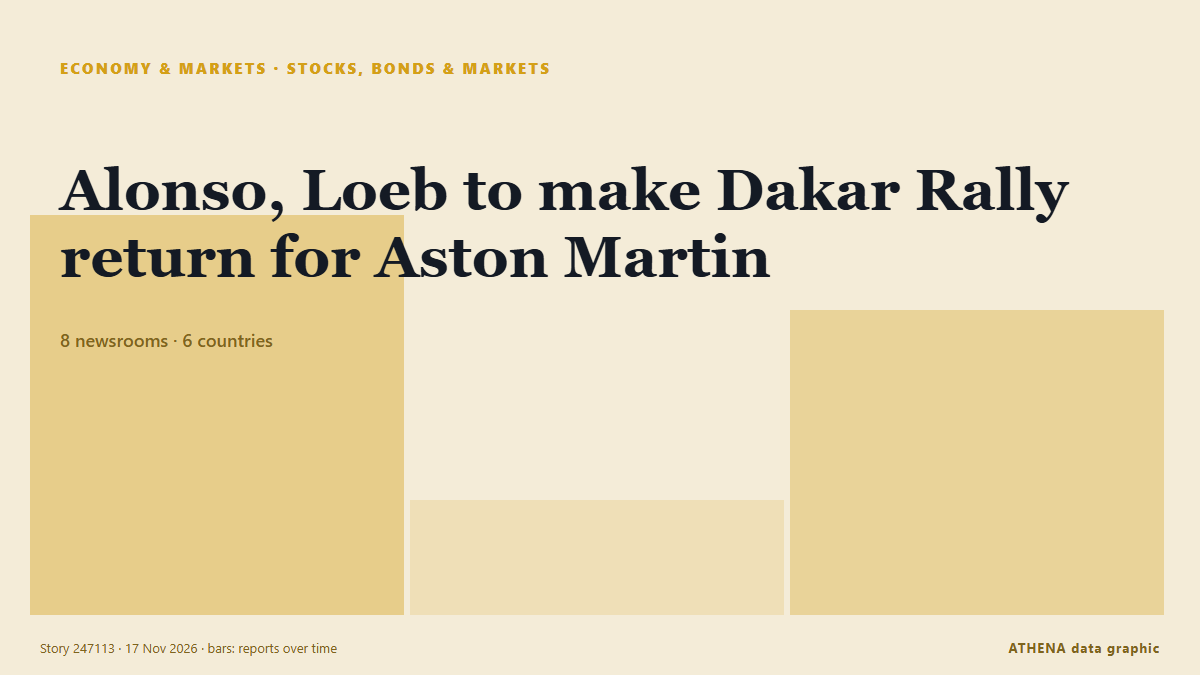 ECONOMY & MARKETS · STOCKS, BONDS & MARKETS
Alonso, Loeb to make Dakar Rally
return for Aston Martin
8 newsrooms · 6 countries
Story 247113 · 17 Nov 2026 · bars: reports over time
ATHENA data graphic